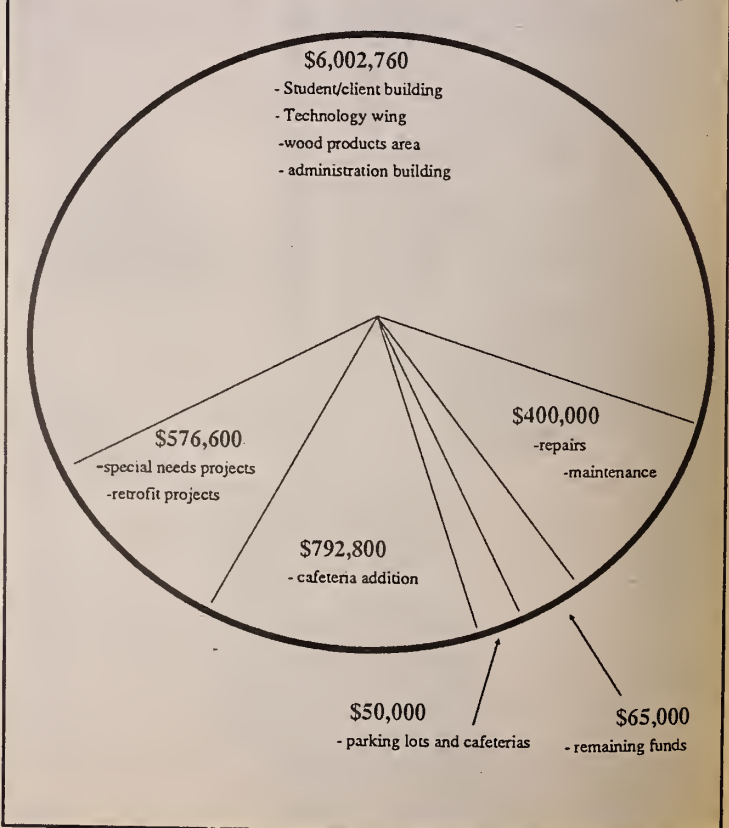 $6,002,760
- Student/client building
- Technology wing
-wood products area
- administration building
$576,600
-special needs projects
-retrofit projects
$792,800
- cafeteria addition
$400,000
-repairs
-maintenance
$50,000
- parking lots and cafeterias
$65,000
- remaining funds